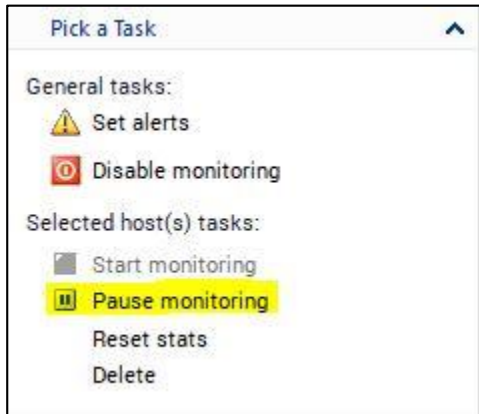 Pick a Task
General tasks:
Set alerts
Disable monitoring
Selected host(s) tasks:
Start monitoring
Pause monitoring
Reset stats
Delete